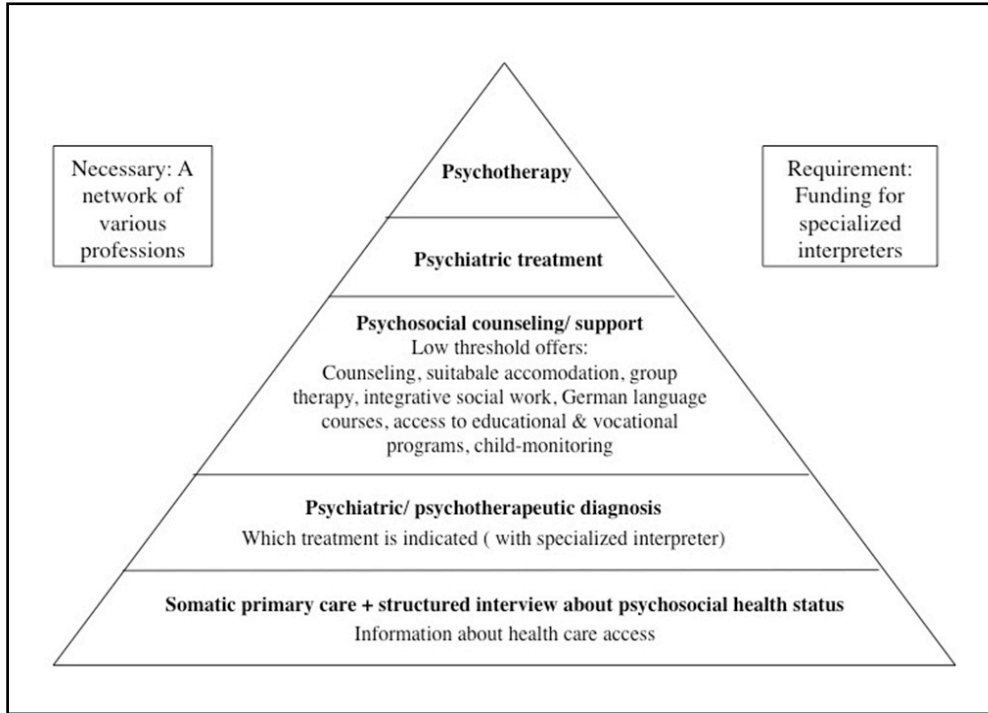 Psychotherapy
Necessary: A
network of
various
professions
Requirement:
Funding for
specialized
interpreters
Psychiatric treatment
Psychosocial counseling/ support
Low threshold offers:
Counseling, suitabale accomodation, group
therapy, integrative social work, German language
courses, access to educational & vocational
programs, child-monitoring
Psychiatric/ psychotherapeutic diagnosis
Which treatment is indicated ( with specialized interpreter)
Somatic primary care + structured interview about psychosocial health status
Information about health care access